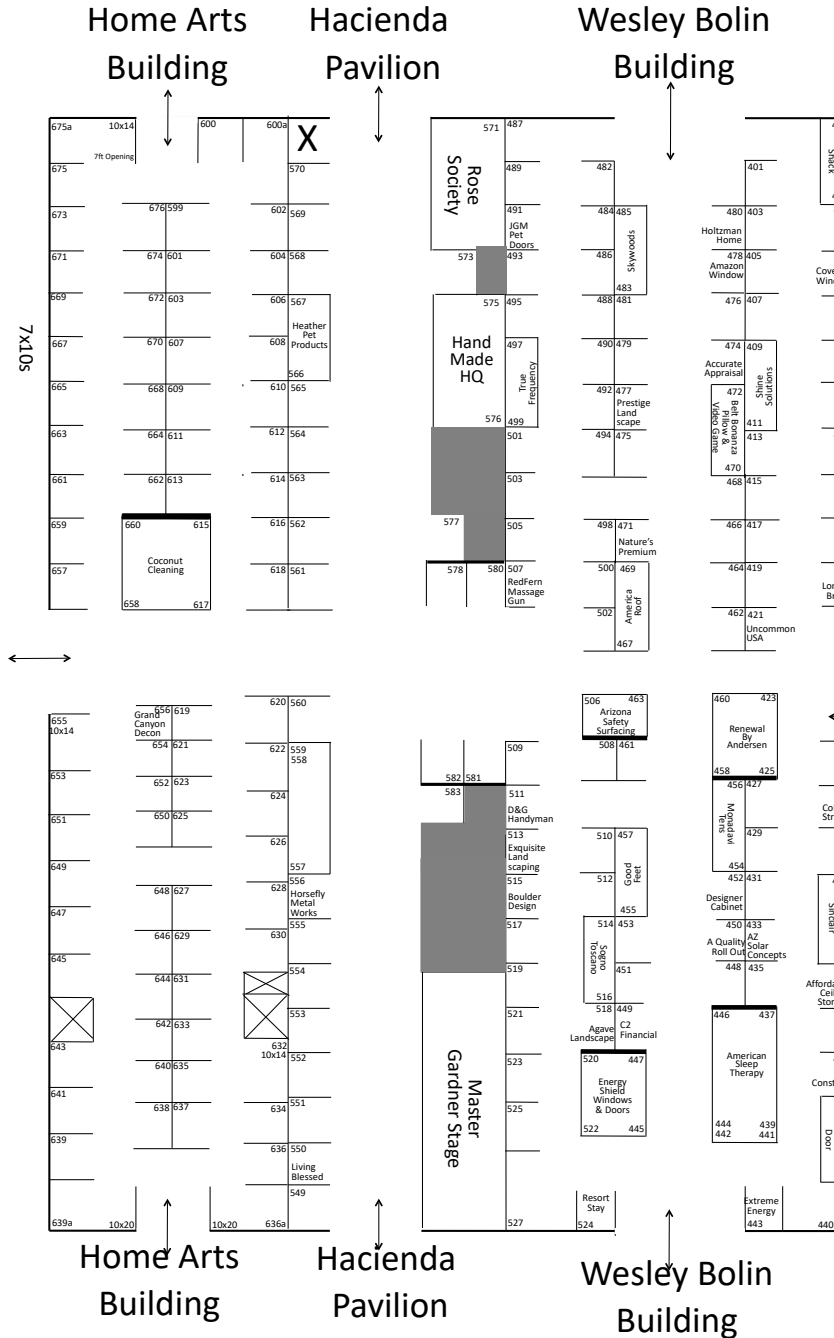 Home Arts
Building
Hacienda
Pavilion
Wesley Bolin
Building
675a
10x14
7ft Opening
600
600a
X
571
487
Rose
Society
Snack
675
570
489
482
401
673
676 599
602
569
491
484 485
480 403
JGM
Pet
Doors
Skywoods
Holtzman
Home
671
674 601
604 568
573
493
486
478 405
Amazon
Window
483
669
672 603
606 567
575 495
488 481
476 407
7x10s
Heather
Pet
Products
Hand
Made
HQ
667
670 607
608
497
490 479
474 409
True
Frequency
Accurate
Appraisal
Shine
Solutions
566
665
668 609
610 565
492 477
472
Prestige
Land
scape
Belt Bonanza
Pillow &
Video Game
576 499
411
663
664 611
612 564
501
494 475
413
470
661
662 613
614 563
503
468 415
659
660 615
616 562
577
505
498 471
466 417
Coconut
Cleaning
Nature's
Premium
657
618 561
578 580 507
500 469
464 419
RedFern
Massage
Gun
America
Roof
658 617
502
462 421
Uncommon
USA
467
655
10x14
656 619
Grand
Canyon
Decon
620 560
506 463
Arizona
Safety
Surfacing
460 423
Renewal
By
Andersen
654 621
622
559
558
509
508 461
653
652 623
582 581
458 425
456 427
651
650 625
624
583
511
D&G
Handyman
Monadavi
Tens
626
513
Exquisite
Land
scaping
510 457
429
Good
Feet
649
557
556
454
648 627
628
Horsefly
Metal
Works
515
Boulder
Design
512
452 431
Designer
Cabinet
Sinclair
647
455
646 629
630
555
517
514 453
450 433
Sogno
Toscano
A Quality
Roll Out
AZ
Solar
Concepts
645
644 631
554
519
451
448 435
516
642 633
553
521
518 449
446 437
Agave
Landscape
C2
Financial
643
632
10x14
640 635
552
523
520 447
American
Sleep
Therapy
Master
Gardner Stage
Energy
Shield
Windows
& Doors
641
638 637
634
551
525
522 445
444
442
439
441
Door
639
636 550
Living
Blessed
549
Resort
Stay
Extreme
Energy
639a
10x20
10x20
636a
527
524
443
440
Home Arts
Building
Hacienda
Pavilion
Wesley Bolin
Building